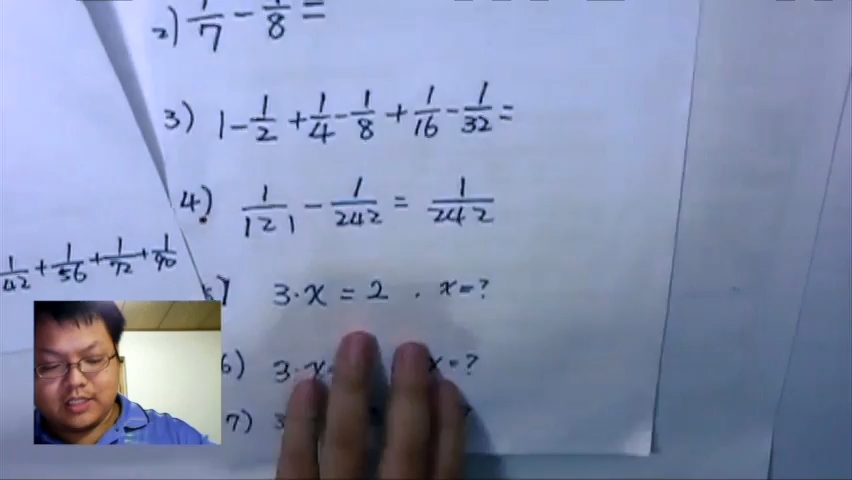 2) 1/7 - 1/8 =
3) 1 - 1/2 + 1/4 - 1/8 + 1/16 - 1/32 =
4) 1/121 - 1/242 = 1/242
1/42 + 1/56 + 1/72 + 1/90
5) 3·x = 2 . x = ?
6) 3·x x = ?
7) 3 ?